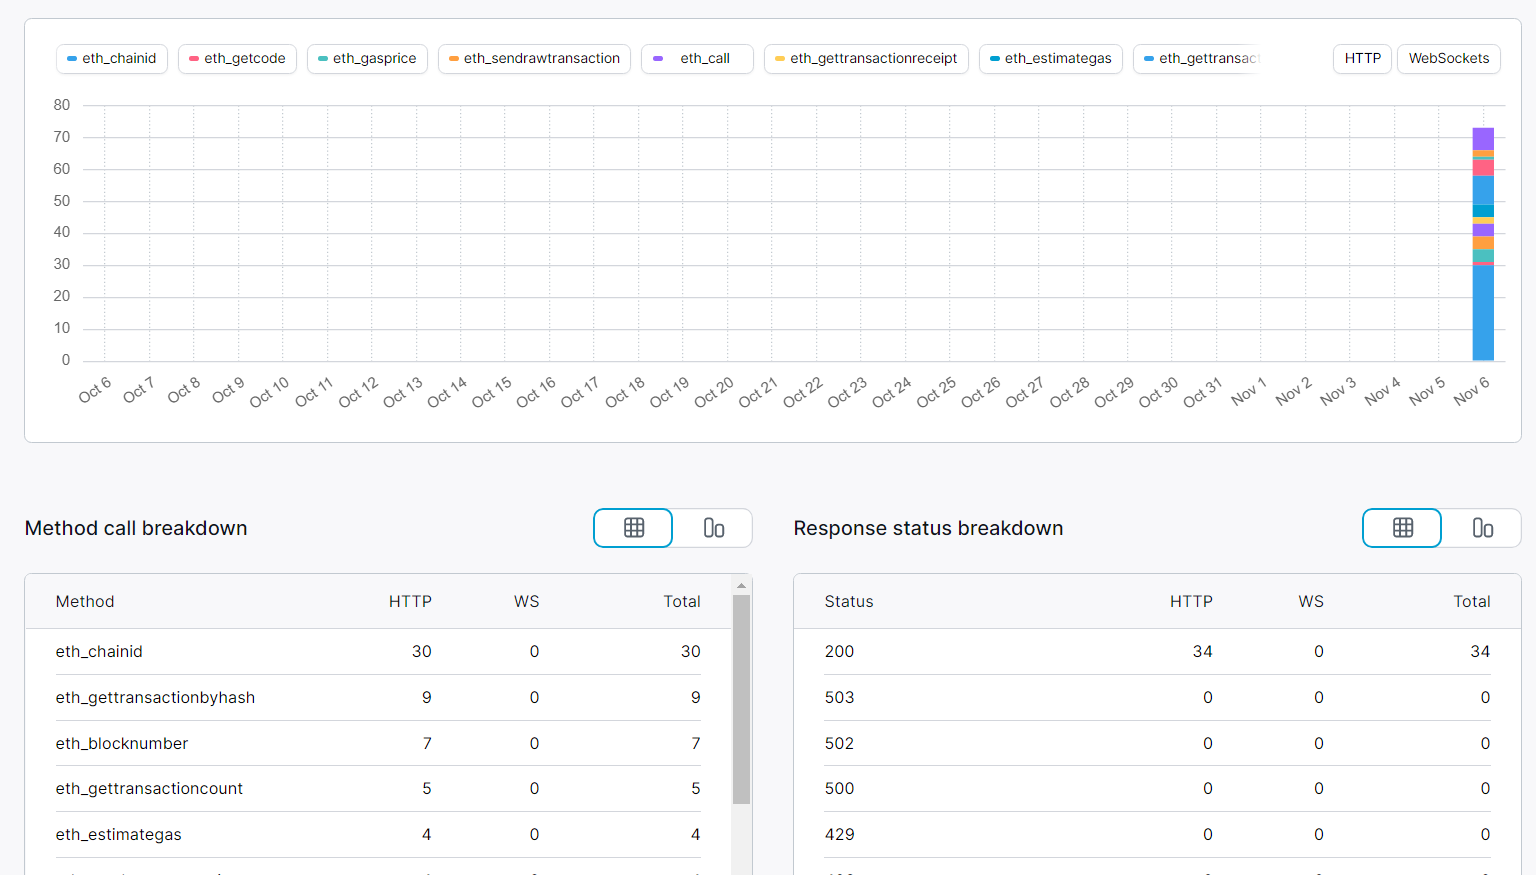 eth_chainid eth_getcode eth_gasprice eth_sendrawtransaction eth_call eth_gettransactionreceipt eth_estimategas eth_gettransact HTTP WebSockets
80
70
60
50
40
30
20
10
0
Oct 6 Oct 7 Oct 8 Oct 9 Oct 10 Oct 11 Oct 12 Oct 13 Oct 14 Oct 15 Oct 16 Oct 17 Oct 18 Oct 19 Oct 20 Oct 21 Oct 22 Oct 23 Oct 24 Oct 25 Oct 26 Oct 27 Oct 28 Oct 29 Oct 30 Oct 31 Nov 1 Nov 2 Nov 3 Nov 4 Nov 5 Nov 6
Method call breakdown
Method HTTP WS Total
eth_chainid 30 0 30
eth_gettransactionbyhash 9 0 9
eth_blocknumber 7 0 7
eth_gettransactioncount 5 0 5
eth_estimategas 4 0 4
Response status breakdown
Status HTTP WS Total
200 34 0 34
503 0 0 0
502 0 0 0
500 0 0 0
429 0 0 0